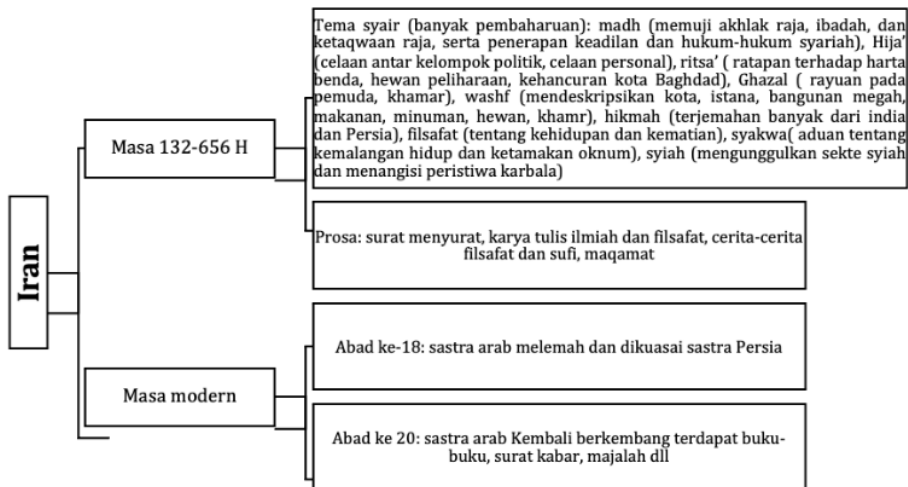 Iran
Masa 132-656 H
Tema syair (banyak pembaharuan): madh (memuji akhlak raja, ibadah, dan
ketaqwaan raja, serta penerapan keadilan dan hukum-hukum syariah), Hija’
(celaan antar kelompok politik, celaan personal), ritsa’ ( ratapan terhadap harta
benda, hewan peliharaan, kehancuran kota Baghdad), Ghazal ( rayuan pada
pemuda, khamar), washf (mendeskripsikan kota, istana, bangunan megah,
makanan, minuman, hewan, khamr), hikmah (terjemahan banyak dari india
dan Persia), filsafat (tentang kehidupan dan kematian), syakwa( aduan tentang
kemalangan hidup dan ketamakan oknum), syiah (mengunggulkan sekte syiah
dan menangisi peristiwa karbala)
Prosa: surat menyurat, karya tulis ilmiah dan filsafat, cerita-cerita
filsafat dan sufi, maqamat
Masa modern
Abad ke-18: sastra arab melemah dan dikuasai sastra Persia
Abad ke 20: sastra arab Kembali berkembang terdapat buku-
buku, surat kabar, majalah dll